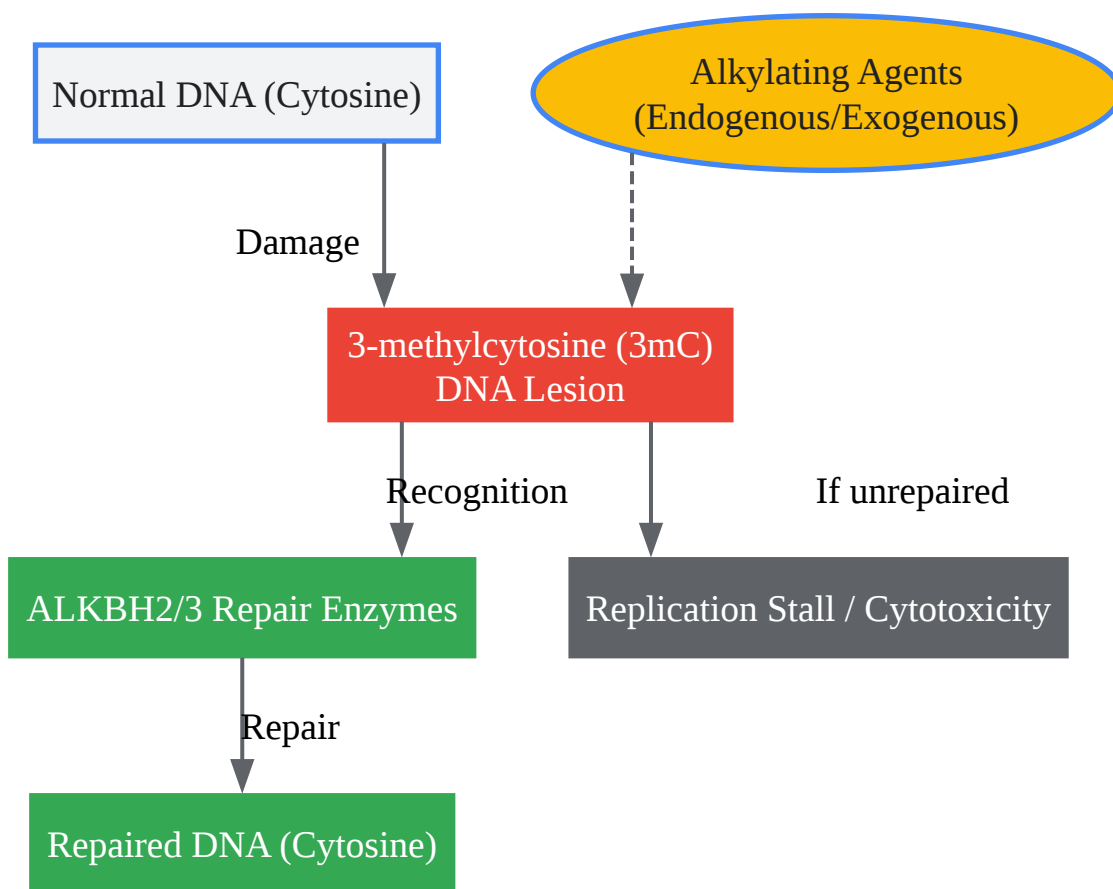 Normal DNA (Cytosine)
Alkylating Agents
(Endogenous/Exogenous)
Damage
3-methylcytosine (3mC)
DNA Lesion
Recognition
If unrepaired
ALKBH2/3 Repair Enzymes
Replication Stall / Cytotoxicity
Repair
Repaired DNA (Cytosine)